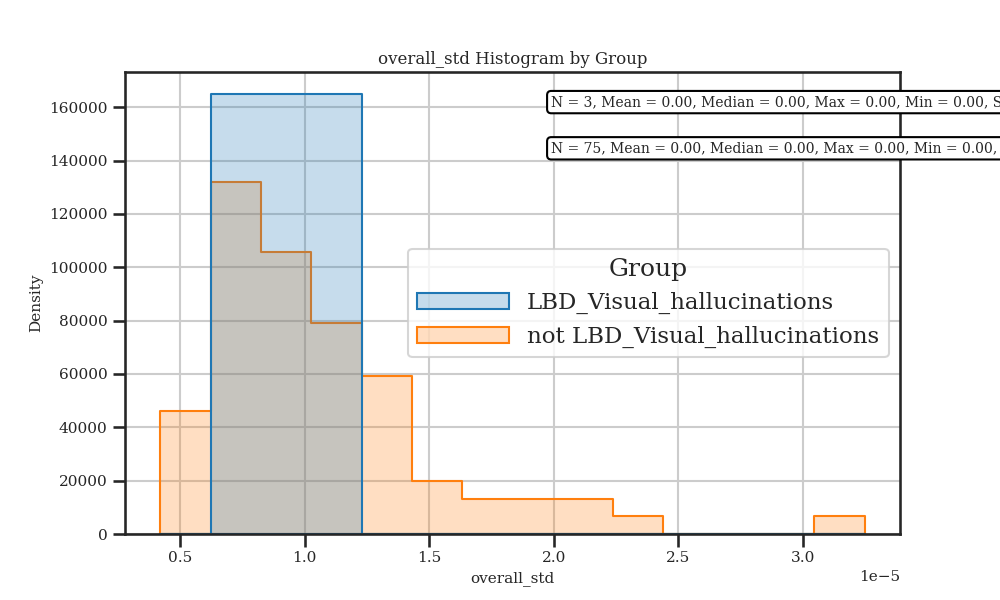 overall_std Histogram by Group
N = 3, Mean = 0.00, Median = 0.00, Max = 0.00, Min = 0.00, S
N = 75, Mean = 0.00, Median = 0.00, Max = 0.00, Min = 0.00,
160000
140000
120000
100000
80000
60000
40000
20000
0
Density
Group
LBD_Visual_hallucinations
not LBD_Visual_hallucinations
0.5 1.0 1.5 2.0 2.5 3.0
overall_std
1e−5